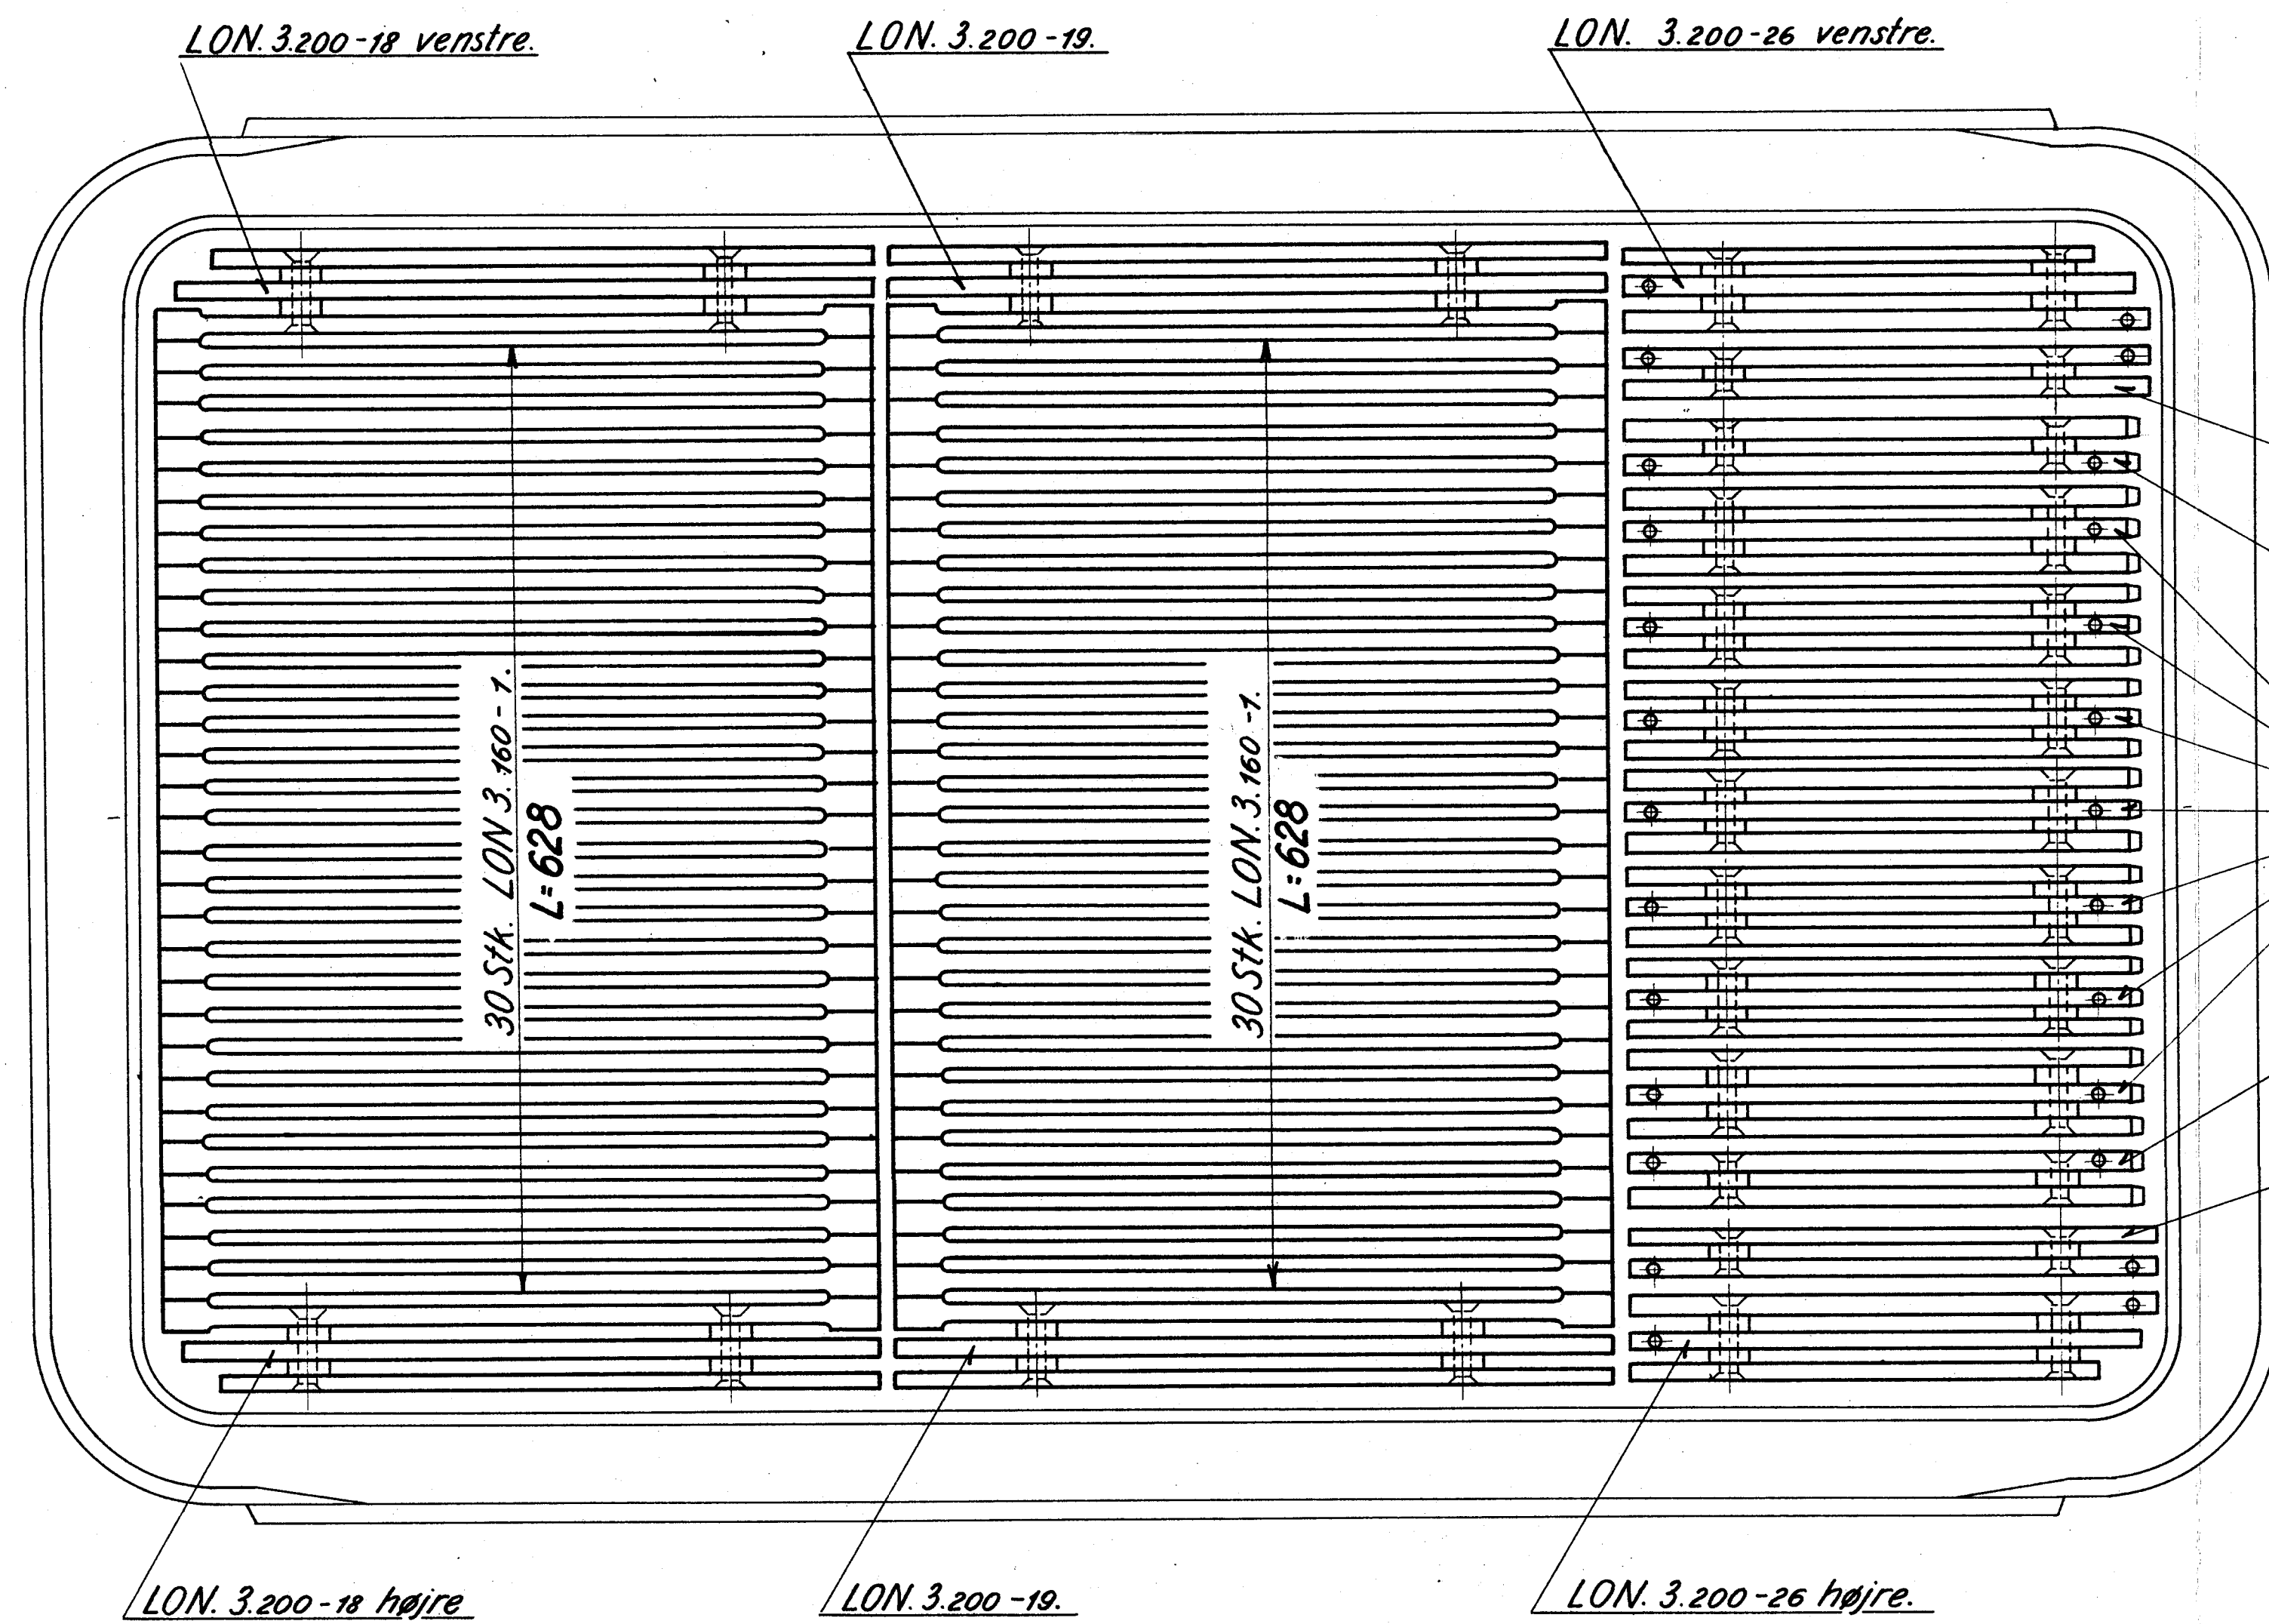 LON. 3.200-18 venstre.
LON. 3.200-19.
LON. 3.200-26 venstre.
30 Stk. LON 3.160-1.
L=628
30 Stk. LON. 3.160-1.
L=628
LON. 3.200-18 højre
LON. 3.200-19.
LON. 3.200-26 højre.